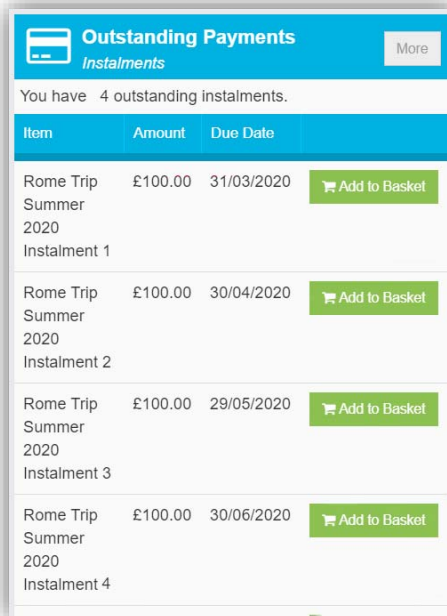 Outstanding Payments
Instalments
More
You have 4 outstanding instalments.
Item Amount Due Date
Rome Trip £100.00 31/03/2020 Add to Basket
Summer
2020
Instalment 1
Rome Trip £100.00 30/04/2020 Add to Basket
Summer
2020
Instalment 2
Rome Trip £100.00 29/05/2020 Add to Basket
Summer
2020
Instalment 3
Rome Trip £100.00 30/06/2020 Add to Basket
Summer
2020
Instalment 4